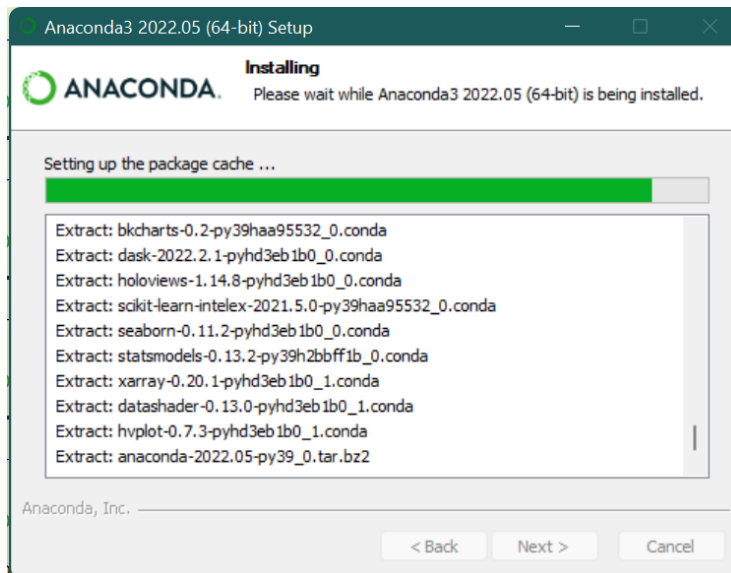 Anaconda3 2022.05 (64-bit) Setup
ANACONDA.
Installing
Please wait while Anaconda3 2022.05 (64-bit) is being installed.
Setting up the package cache ...
Extract: bkcharts-0.2-py39haa95532_0.conda
Extract: dask-2022.2.1-pyhd3eb1b0_0.conda
Extract: holoviews-1.14.8-pyhd3eb1b0_0.conda
Extract: scikit-learn-intelex-2021.5.0-py39haa95532_0.conda
Extract: seaborn-0.11.2-pyhd3eb1b0_0.conda
Extract: statsmodels-0.13.2-py39h2bbff1b_0.conda
Extract: xarray-0.20.1-pyhd3eb1b0_1.conda
Extract: datashader-0.13.0-pyhd3eb1b0_1.conda
Extract: hvplot-0.7.3-pyhd3eb1b0_1.conda
Extract: anaconda-2022.05-py39_0.tar.bz2
Anaconda, Inc.
< Back Next > Cancel